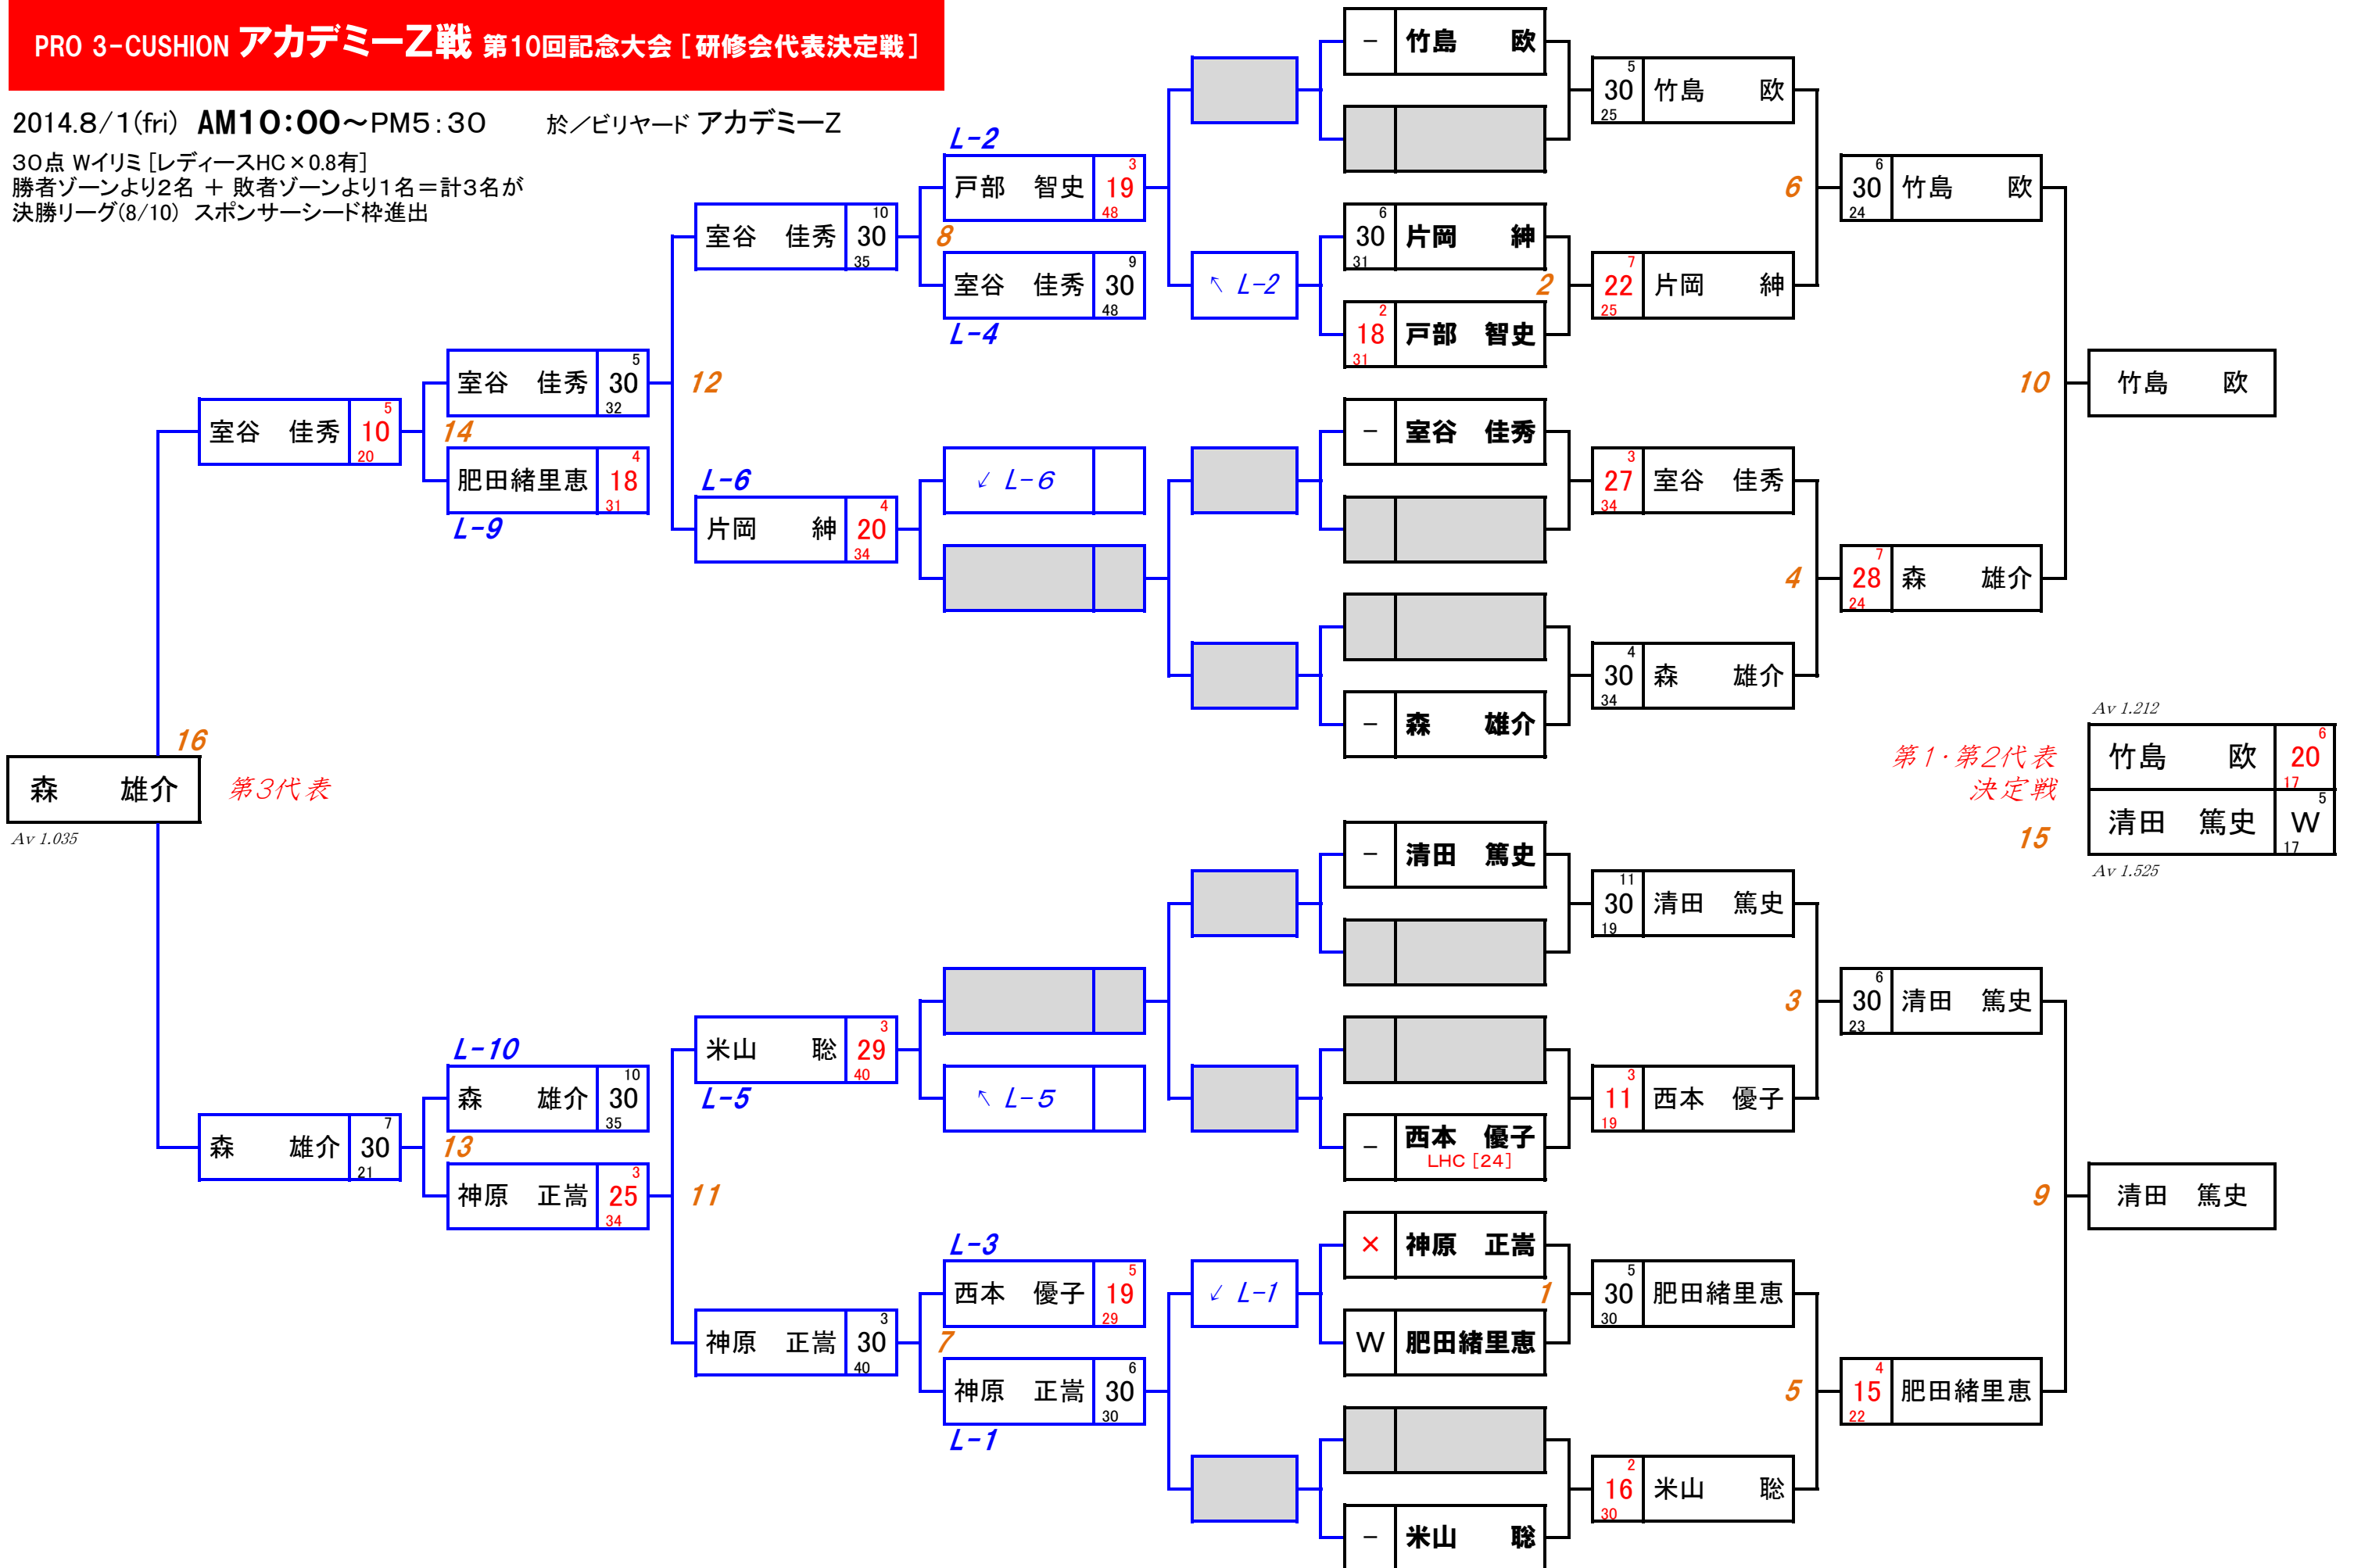 PRO 3-CUSHION アカデミーZ戦 第10回記念大会 [ 研修会代表決定戦 ]
2014.8/1(fri) AM10:00～PM5:30 於／ビリヤード アカデミーZ
30点 Wイリミ [レディースHC×0.8有]
勝者ゾーンより2名 ＋ 敗者ゾーンより1名＝計3名が
決勝リーグ(8/10) スポンサーシード枠進出
－ 竹島 欧
5 30 25 竹島 欧
L-2
戸部 智史 3 19 48
6
6 30 24 竹島 欧
室谷 佳秀 10 30 35
8
6 30 31 片岡 紳
室谷 佳秀 9 30 48
L-4
↖ L-2
2
7 22 25 片岡 紳
2 18 31 戸部 智史
室谷 佳秀 5 30 32
12
10
竹島 欧
室谷 佳秀 5 10 20
14
－ 室谷 佳秀
肥田緒里恵 4 18 31
L-9
L-6
↙ L-6
3 27 34 室谷 佳秀
片岡 紳 4 20 34
4
7 28 24 森 雄介
4 30 34 森 雄介
－ 森 雄介
16
森 雄介
第3代表
Av 1.035
Av 1.212
第1・第2代表
決定戦
15
竹島 欧 6 20 17
清田 篤史 5 W 17
Av 1.525
－ 清田 篤史
11 30 19 清田 篤史
3
6 30 23 清田 篤史
L-10
米山 聡 3 29 40
L-5
↖ L-5
森 雄介 10 30 35
3 11 19 西本 優子
－ 西本 優子
LHC [24]
森 雄介 7 30 21
13
神原 正嵩 3 25 34
11
9
清田 篤史
L-3
× 神原 正嵩
西本 優子 5 19 29
↙ L-1
1
5 30 30 肥田緒里恵
神原 正嵩 3 30 40
7
W 肥田緒里恵
神原 正嵩 6 30 30
L-1
5
4 15 22 肥田緒里恵
2 16 30 米山 聡
－ 米山 聡